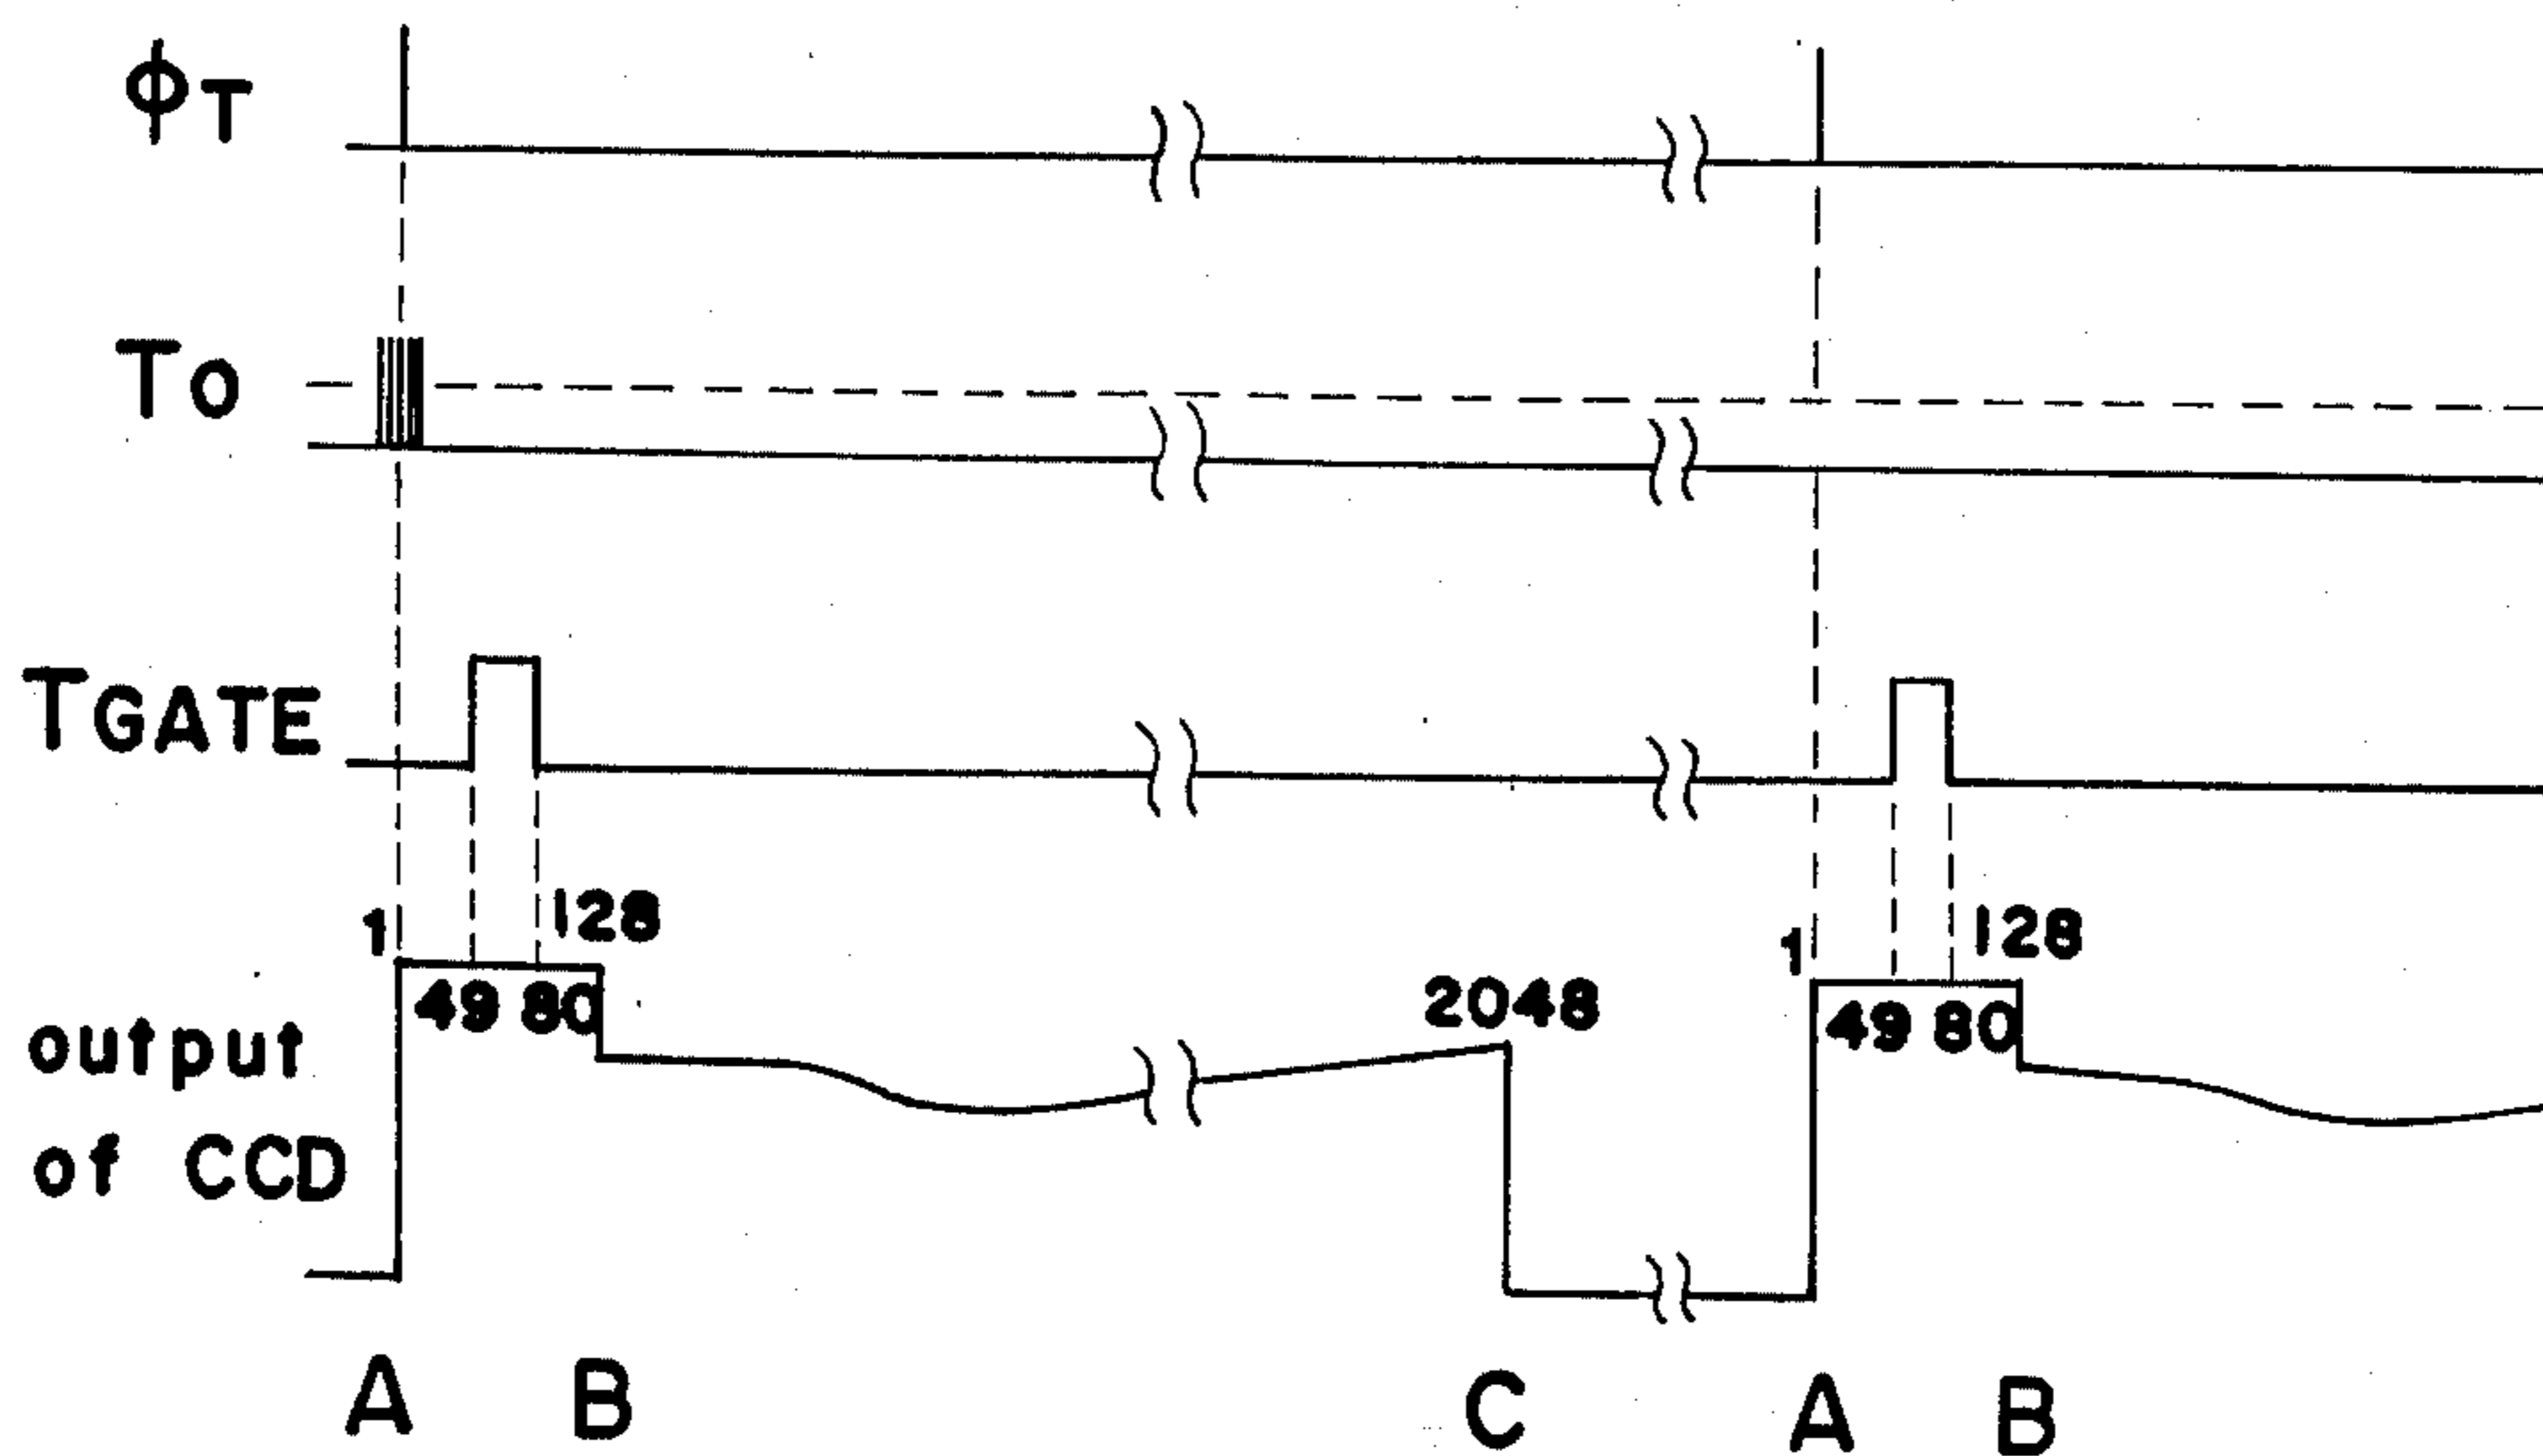 ϕT
To
TGATE
1 128 1 128
49 80 2048 49 80
output
of CCD
A B C A B